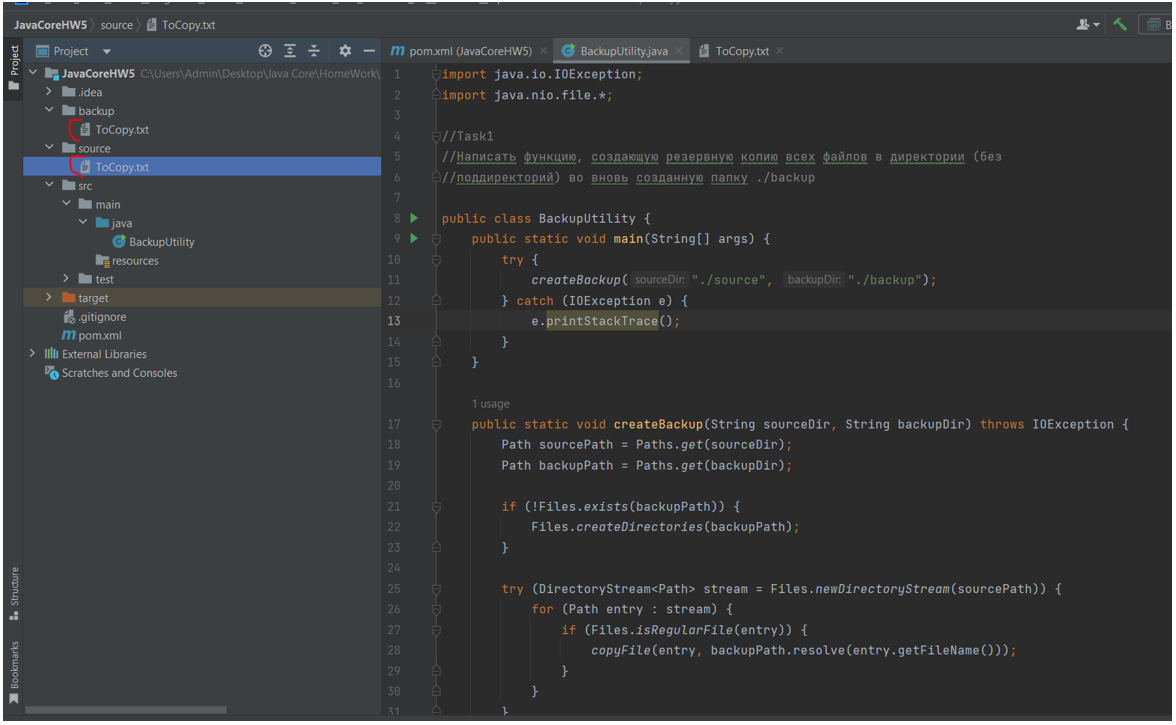 JavaCoreHW5 source ToCopy.txt
Project
Project
JavaCoreHW5 C:\Users\Admin\Desktop\Java Core\HomeWork\
.idea
backup
ToCopy.txt
source
ToCopy.txt
src
main
java
BackupUtility
resources
test
target
.gitignore
pom.xml
External Libraries
Scratches and Consoles
Structure
Bookmarks
pom.xml (JavaCoreHW5) BackupUtility.java ToCopy.txt
1 import java.io.IOException;
2 import java.nio.file.*;
3
4 //Task1
5 //Написать функцию, создающую резервную копию всех файлов в директории (без
6 //поддиректорий) во вновь созданную папку ./backup
7
8 public class BackupUtility {
9 public static void main(String[] args) {
10 try {
11 createBackup( sourceDir: "./source", backupDir: "./backup");
12 } catch (IOException e) {
13 e.printStackTrace();
14 }
15 }
16
1 usage
17 public static void createBackup(String sourceDir, String backupDir) throws IOException {
18 Path sourcePath = Paths.get(sourceDir);
19 Path backupPath = Paths.get(backupDir);
20
21 if (!Files.exists(backupPath)) {
22 Files.createDirectories(backupPath);
23 }
24
25 try (DirectoryStream<Path> stream = Files.newDirectoryStream(sourcePath)) {
26 for (Path entry : stream) {
27 if (Files.isRegularFile(entry)) {
28 copyFile(entry, backupPath.resolve(entry.getFileName()));
29 }
30 }
31 }